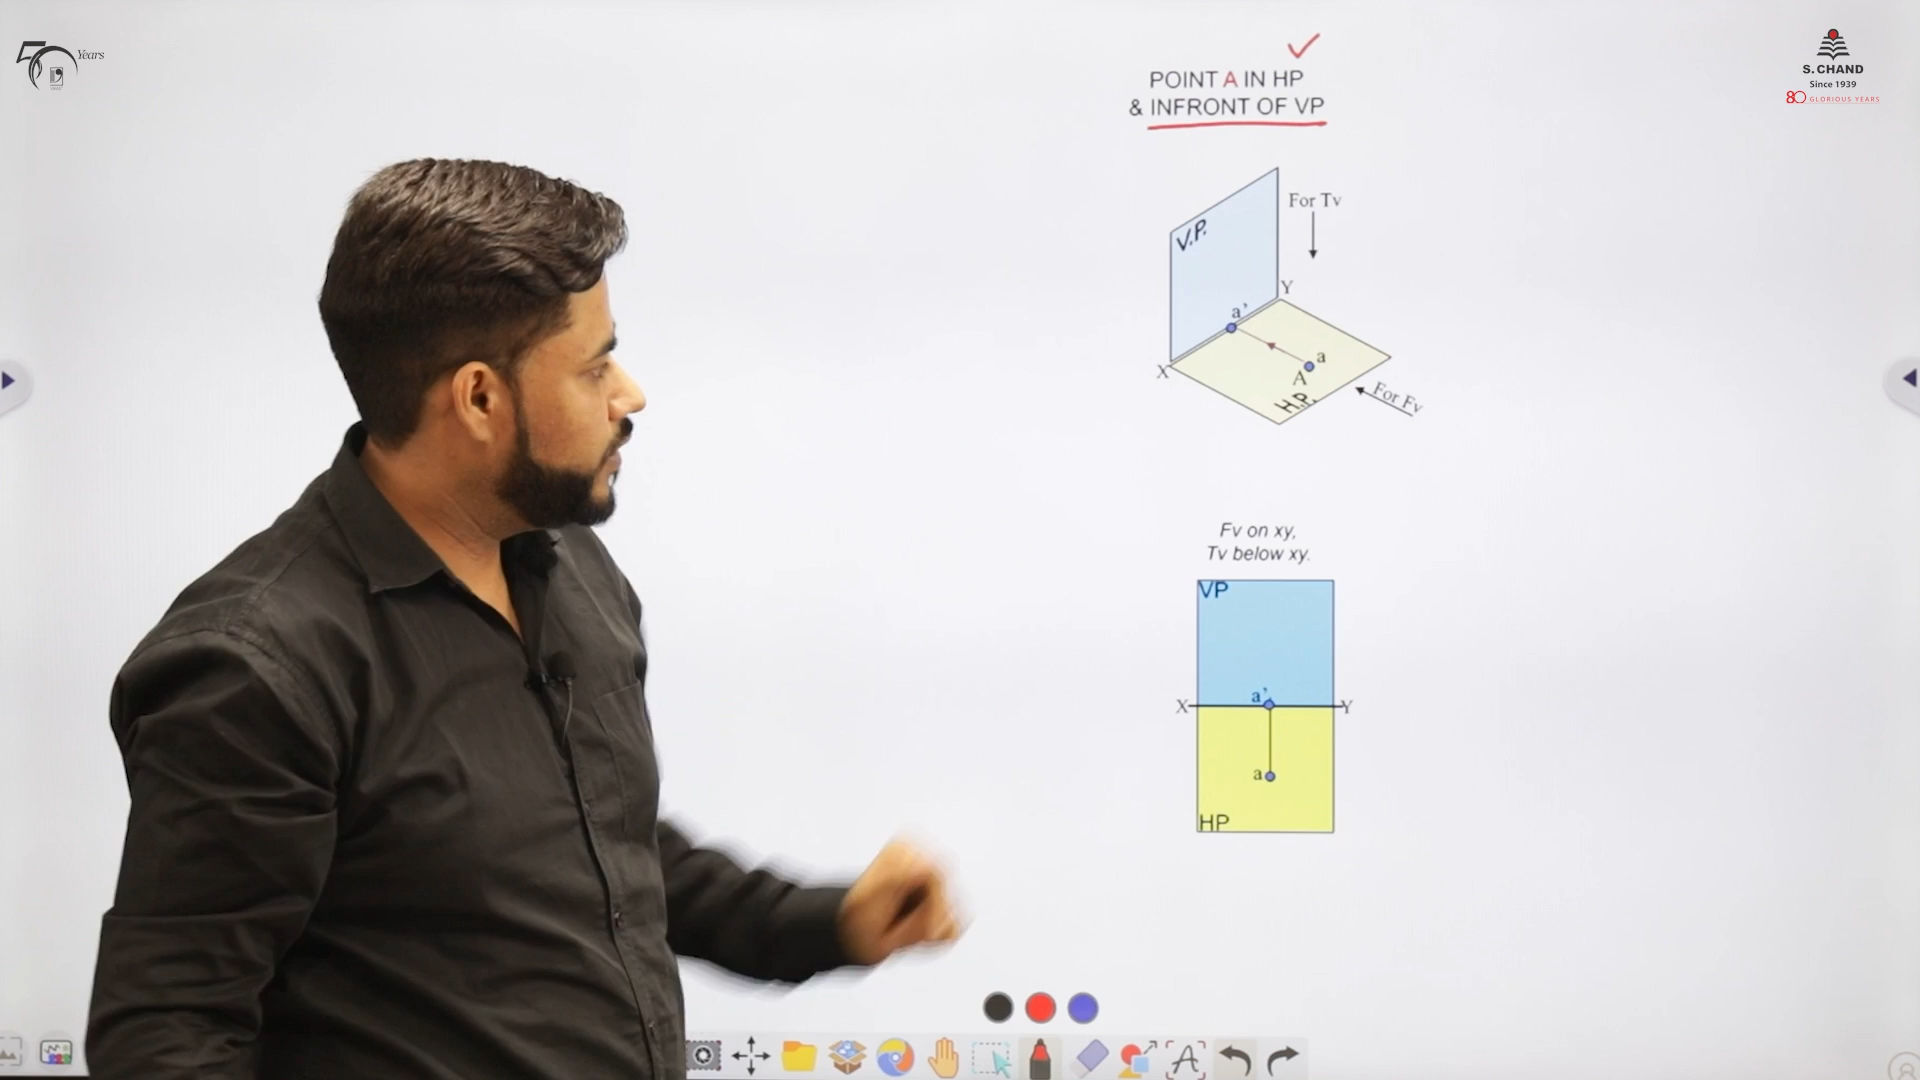 50 Years
S. CHAND
Since 1939
80 GLORIOUS YEARS
POINT A IN HP
& INFRONT OF VP
For Tv
V.P.
Y
a'
a
A
X
H.P.
For Fv
Fv on xy,
Tv below xy.
VP
a'
X
Y
a
HP